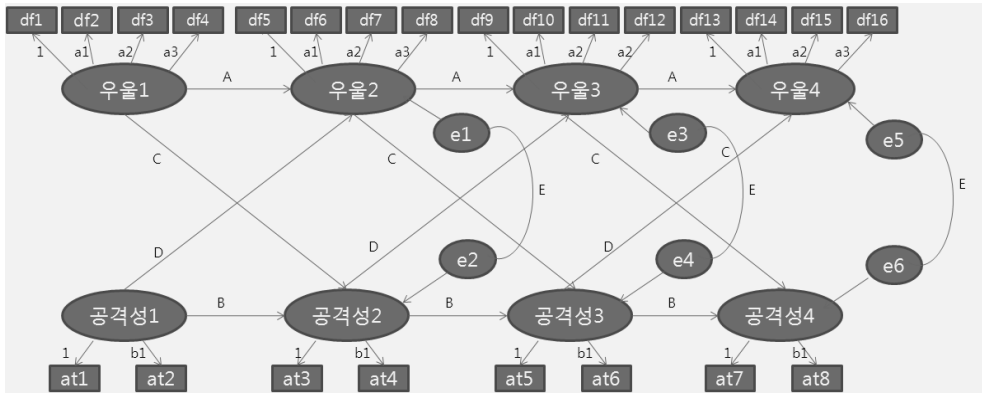 df1 df2 df3 df4 df5 df6 df7 df8 df9 df10 df11 df12 df13 df14 df15 df16
1 a1 a2 a3 1 a1 a2 a3 1 a1 a2 a2 1 a1 a2 a3
우울1 A 우울2 A 우울3 A 우울4
e1 e3 e5
C C C C
E E E
D D D
e2 e4 e6
공격성1 B 공격성2 B 공격성3 B 공격성4
1 b1 1 b1 1 b1 1 b1
at1 at2 at3 at4 at5 at6 at7 at8